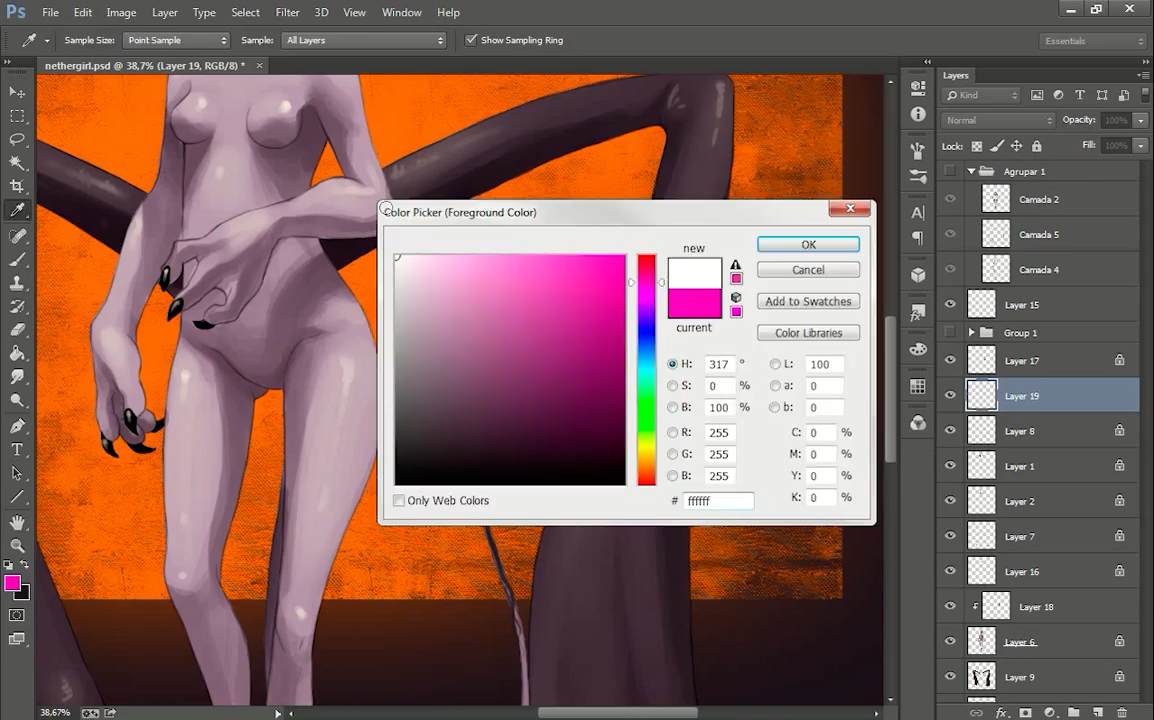 Ps File Edit Image Layer Type Select Filter 3D View Window Help
Sample Size: Point Sample Sample: All Layers Show Sampling Ring Essentials
nethergirl.psd @ 38,7% (Layer 19, RGB/8) * ×
Layers
Kind
Normal Opacity: 100%
Lock: Fill: 100%
Agrupar 1
Camada 2
Camada 5
Camada 4
Layer 15
Group 1
Layer 17
Layer 19
Layer 8
Layer 1
Layer 2
Layer 7
Layer 16
Layer 18
Layer 6
Layer 9
Color Picker (Foreground Color)
new
current
OK
Cancel
Add to Swatches
Color Libraries
H: 317 ° L: 100
S: 0 % a: 0
B: 100 % b: 0
R: 255 C: 0 %
G: 255 M: 0 %
B: 255 Y: 0 %
# ffffff K: 0 %
Only Web Colors
38,67%